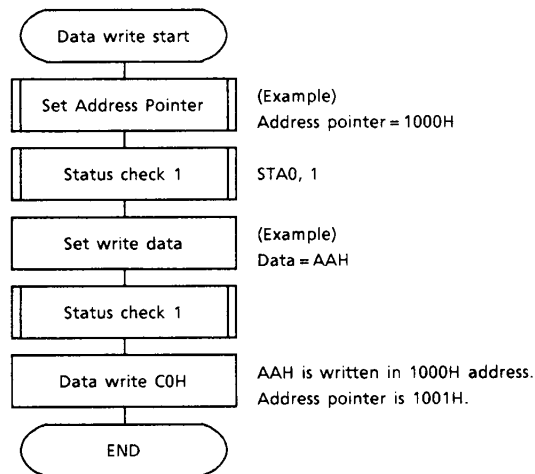 Data write start
Set Address Pointer
(Example)
Address pointer = 1000H
Status check 1
STA0, 1
Set write data
(Example)
Data = AAH
Status check 1
Data write C0H
AAH is written in 1000H address.
Address pointer is 1001H.
END